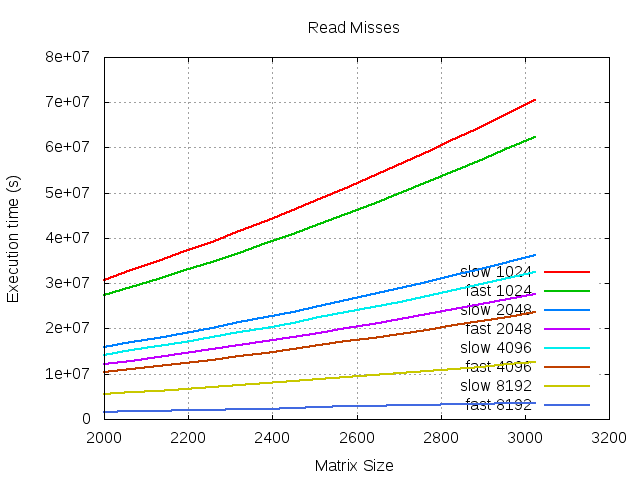 Read Misses
Execution time (s)
8e+07
7e+07
6e+07
5e+07
4e+07
3e+07
2e+07
1e+07
0
slow 1024
fast 1024
slow 2048
fast 2048
slow 4096
fast 4096
slow 8192
fast 8192
2000 2200 2400 2600 2800 3000 3200
Matrix Size